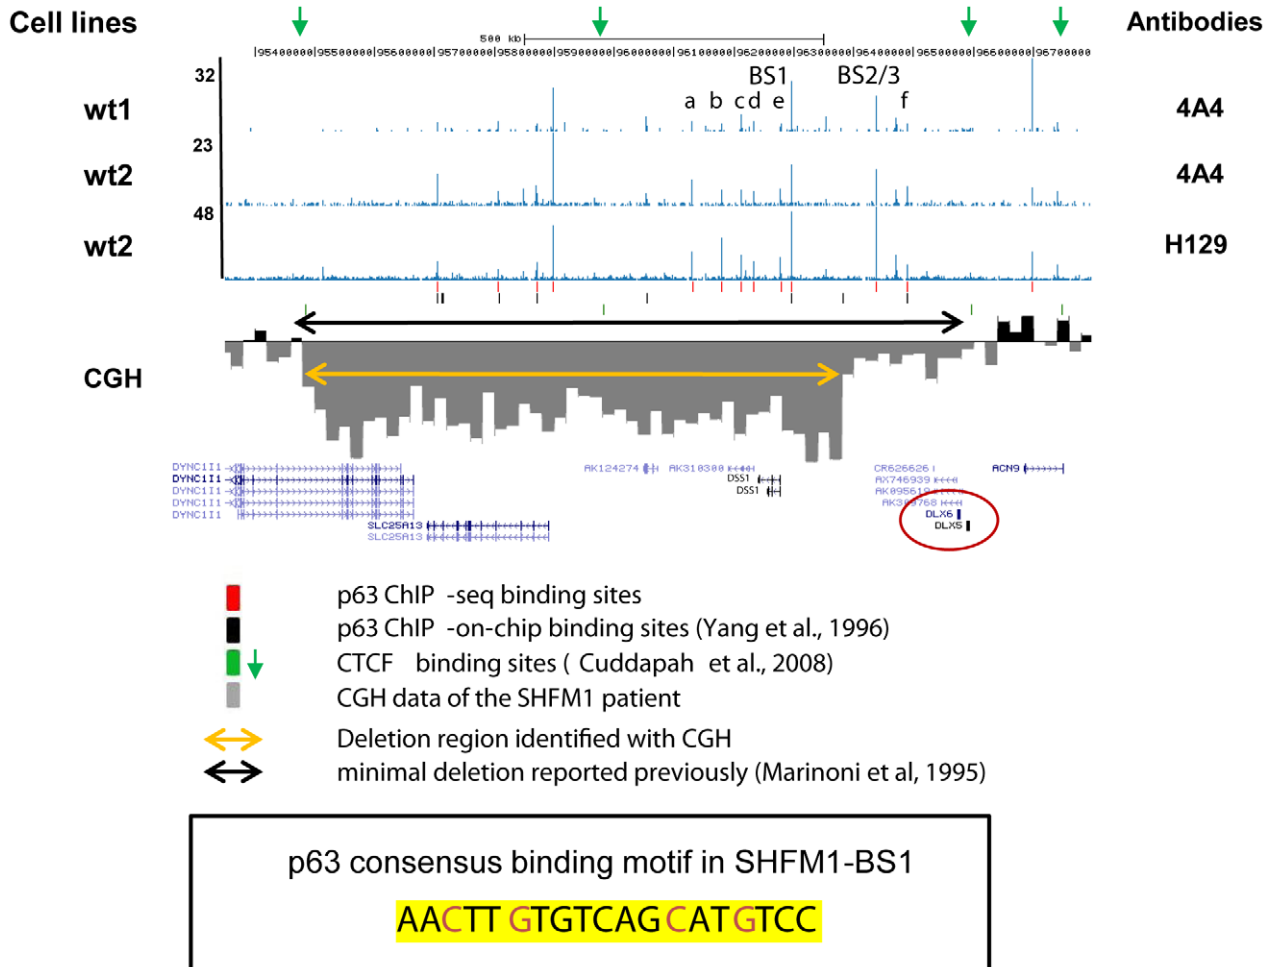 Cell lines
Antibodies
500 kb
95400000 95500000 95600000 95700000 95800000 95900000 96000000 96100000 96200000 96300000 96400000 96500000 96600000 96700000
32
BS1
BS2/3
a b c d e f
wt1
4A4
23
wt2
4A4
48
wt2
H129
CGH
DYNC1I1
AK124274
AK310300
CR626626
ACN9
DYNC1I1
DSS1
AX746939
DYNC1I1
DSS1
AK095619
DYNC1I1
DYNC1I1
DLX6
SLC25A13
DLX5
SLC25A13
p63 ChIP -seq binding sites
p63 ChIP -on-chip binding sites (Yang et al., 1996)
CTCF binding sites ( Cuddapah et al., 2008)
CGH data of the SHFM1 patient
Deletion region identified with CGH
minimal deletion reported previously (Marinoni et al, 1995)
p63 consensus binding motif in SHFM1-BS1
AACTT GTGTCAGCATGTCC